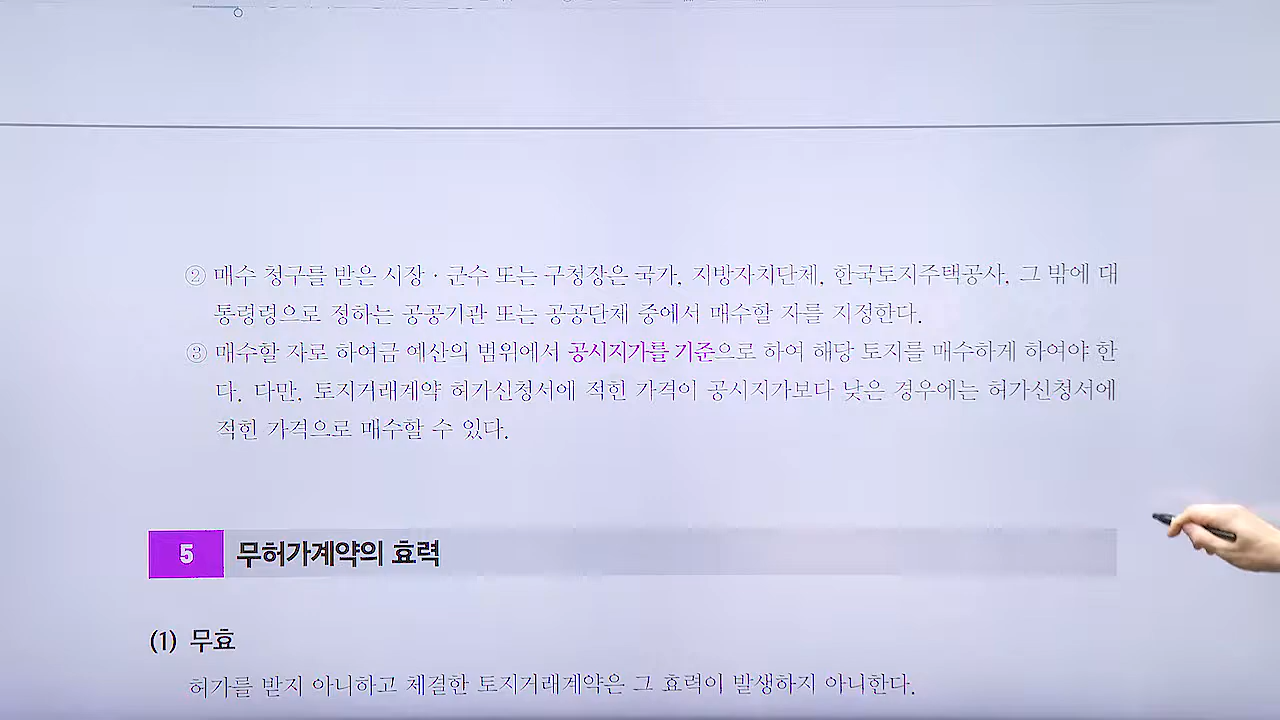 ② 매수 청구를 받은 시장 · 군수 또는 구청장은 국가, 지방자치단체, 한국토지주택공사, 그 밖에 대
통령령으로 정하는 공공기관 또는 공공단체 중에서 매수할 자를 지정한다.
③ 매수할 자로 하여금 예산의 범위에서 공시지가를 기준으로 하여 해당 토지를 매수하게 하여야 한
다. 다만, 토지거래계약 허가신청서에 적힌 가격이 공시지가보다 낮은 경우에는 허가신청서에
적힌 가격으로 매수할 수 있다.
5 무허가계약의 효력
(1) 무효
허가를 받지 아니하고 체결한 토지거래계약은 그 효력이 발생하지 아니한다.